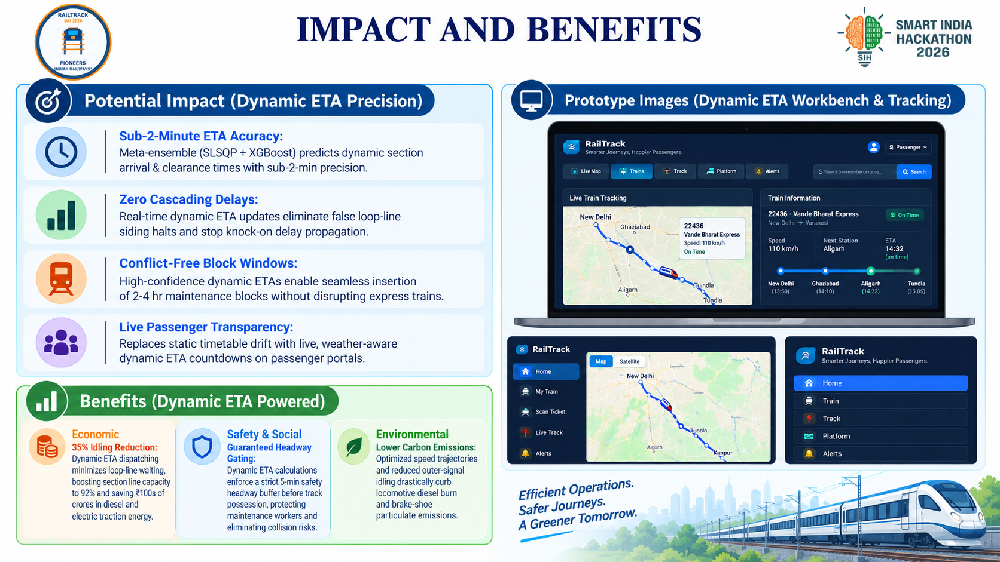 RAILTRACK
SIH 2026
PIONEERS
INDIAN RAILWAYS
IMPACT AND BENEFITS
SIH
SMART INDIA
HACKATHON
2026
Potential Impact (Dynamic ETA Precision)
Sub-2-Minute ETA Accuracy:
Meta-ensemble (SLSQP + XGBoost) predicts dynamic section
arrival & clearance times with sub-2-min precision.
Zero Cascading Delays:
Real-time dynamic ETA updates eliminate false loop-line
siding halts and stop knock-on delay propagation.
Conflict-Free Block Windows:
High-confidence dynamic ETAs enable seamless insertion
of 2-4 hr maintenance blocks without disrupting express trains.
Live Passenger Transparency:
Replaces static timetable drift with live, weather-aware
dynamic ETA countdowns on passenger portals.
Benefits (Dynamic ETA Powered)
Economic
35% Idling Reduction:
Dynamic ETA dispatching
minimizes loop-line waiting,
boosting section line capacity
to 92% and saving ₹100s of
crores in diesel and
electric traction energy.
Safety & Social
Guaranteed Headway
Gating:
Dynamic ETA calculations
enforce a strict 5-min safety
headway buffer before track
possession, protecting
maintenance workers and
eliminating collision risks.
Environmental
Lower Carbon Emissions:
Optimized speed trajectories
and reduced outer-signal
idling drastically curb
locomotive diesel burn
and brake-shoe
particulate emissions.
Prototype Images (Dynamic ETA Workbench & Tracking)
RailTrack
Smarter Journeys, Happier Passengers.
Passenger
Live Map
Trains
Track
Platform
Alerts
Search train number or name...
Search
Live Train Tracking
New Delhi
Ghaziabad
22436
Vande Bharat Express
Speed: 110 km/h
On Time
Aligarh
Tundla
Tundla
Train Information
22436 - Vande Bharat Express
On Time
New Delhi → Varanasi
Speed
110 km/h
Next Station
Aligarh
ETA
14:32
(on time)
New Delhi
(13:50)
Ghaziabad
(14:10)
Aligarh
(14:32)
Tundla
(15:05)
RailTrack
Home
My Train
Scan Ticket
Live Track
Alerts
Map
Satellite
New Delhi
Tundla
Kanpur
RailTrack
Smarter Journeys, Happier Passengers.
Home
Train
Track
Platform
Alerts
Efficient Operations.
Safer Journeys.
A Greener Tomorrow.